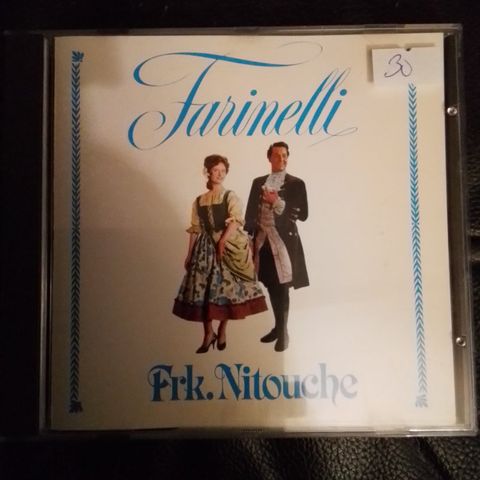 30
Farinelli
Frk. Nitouche